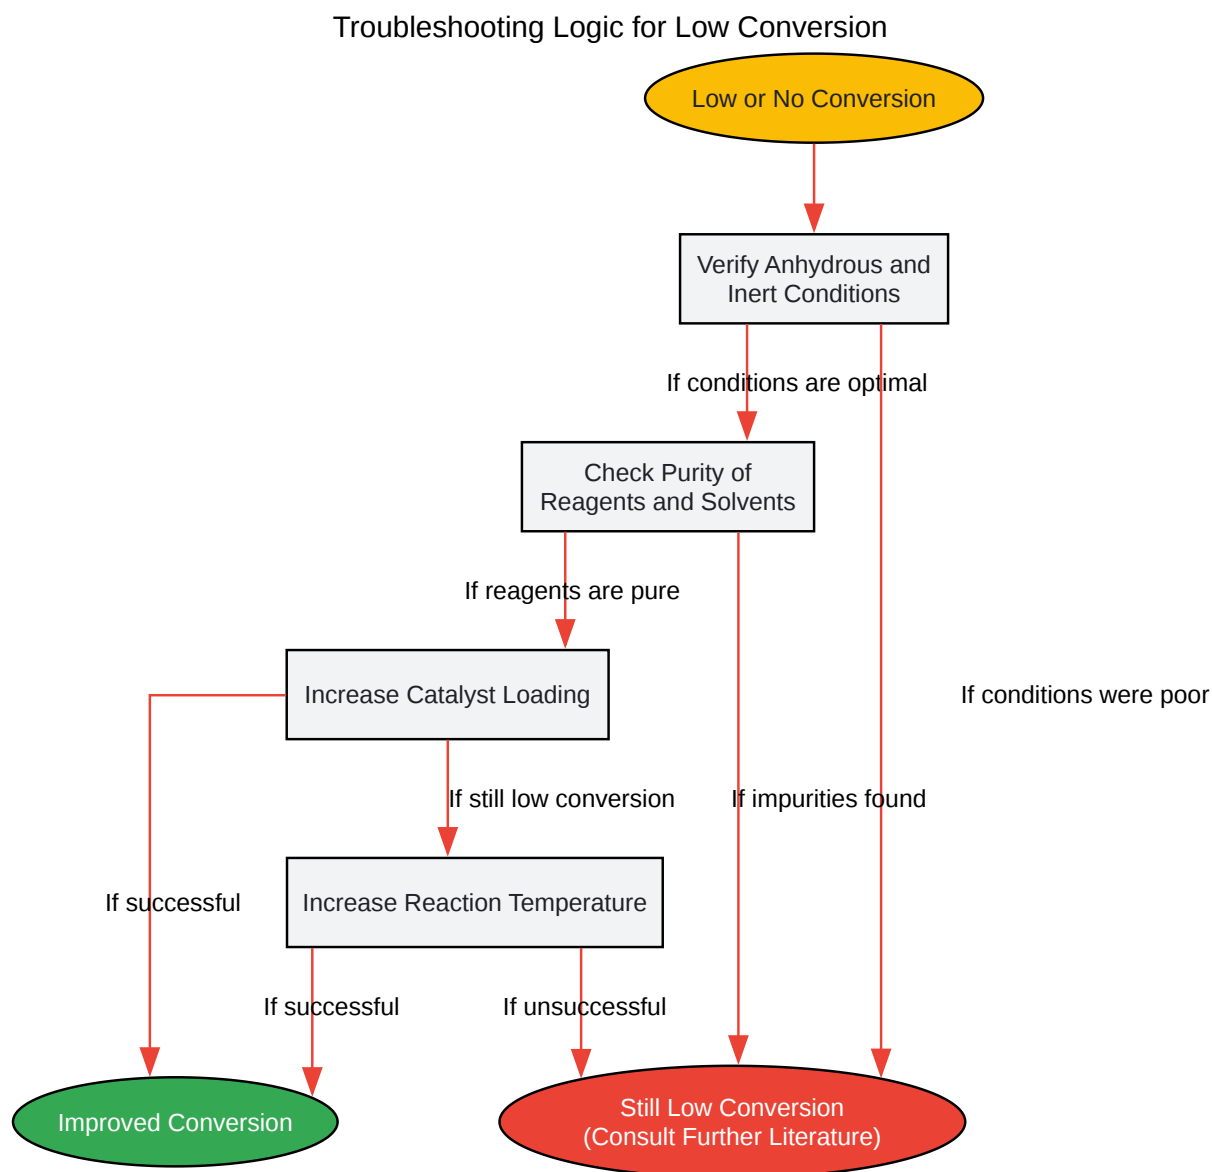 Troubleshooting Logic for Low Conversion
Low or No Conversion
Verify Anhydrous and
Inert Conditions
If conditions are optimal
Check Purity of
Reagents and Solvents
If reagents are pure
Increase Catalyst Loading
If conditions were poor
If still low conversion
If impurities found
Increase Reaction Temperature
If successful
If successful
If unsuccessful
Improved Conversion
Still Low Conversion
(Consult Further Literature)